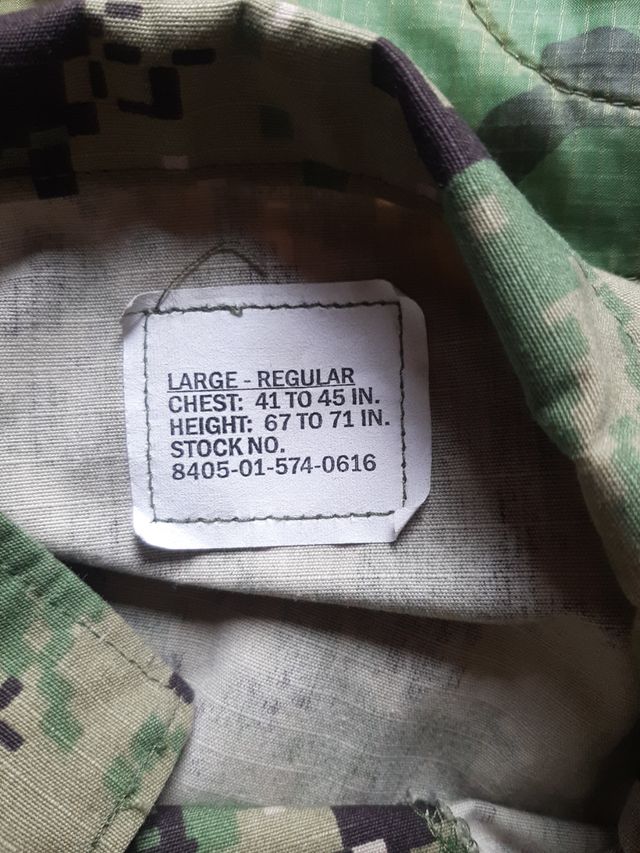 LARGE - REGULAR
CHEST: 41 TO 45 IN.
HEIGHT: 67 TO 71 IN.
STOCK NO.
8405-01-574-0616